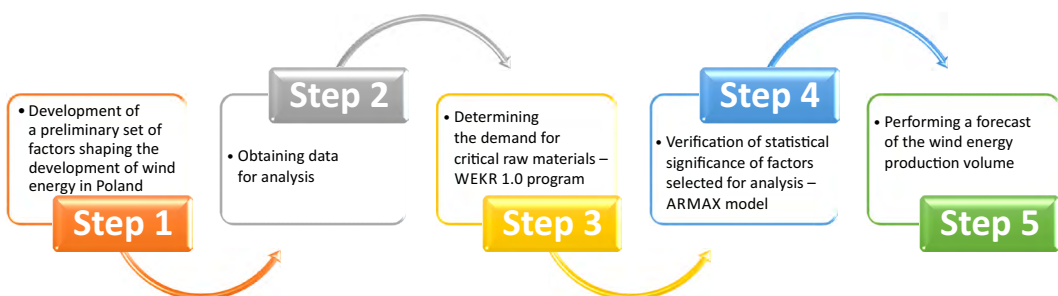 • Development of
a preliminary set of
factors shaping the
development of wind
energy in Poland
Step 1
Step 2
• Obtaining data
for analysis
• Determining
the demand for
critical raw materials –
WEKR 1.0 program
Step 3
Step 4
• Verification of statistical
significance of factors
selected for analysis –
ARMAX model
• Performing a forecast
of the wind energy
production volume
Step 5